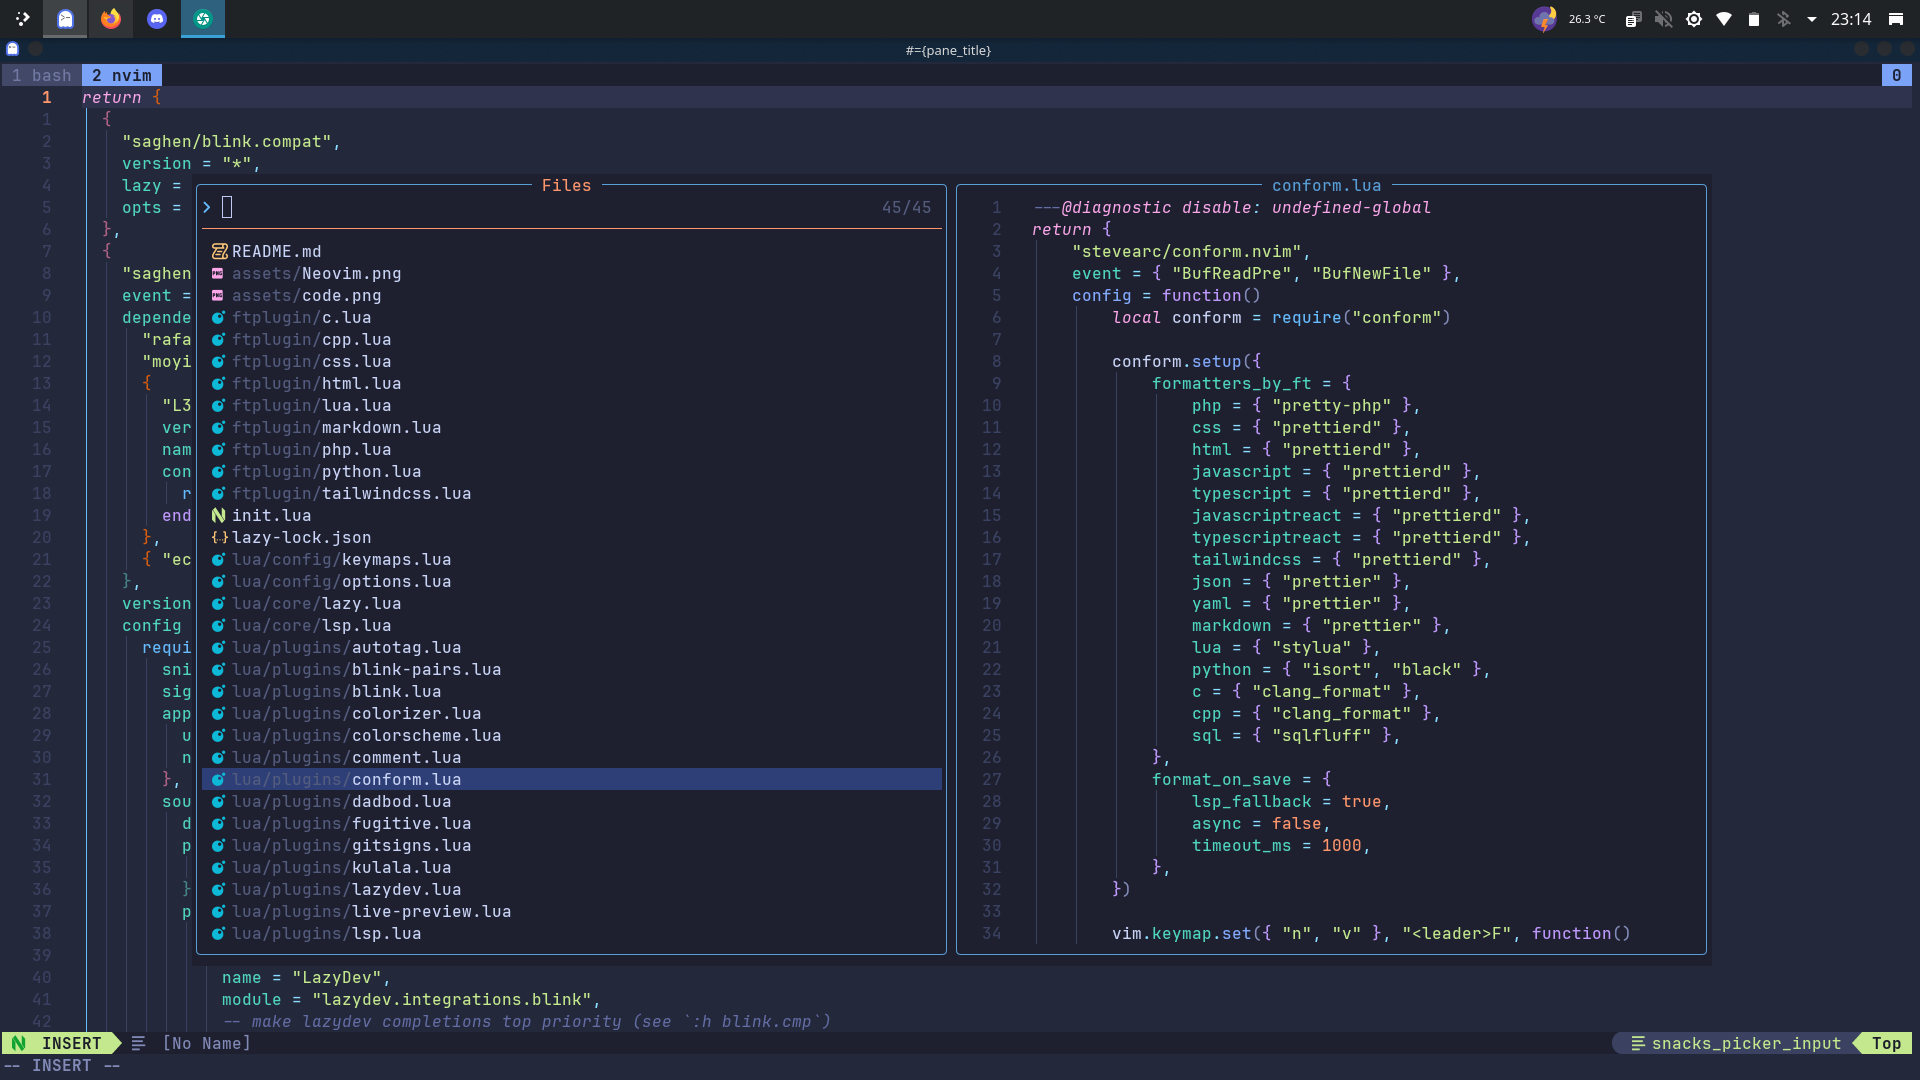 26.3 °C
23:14
#={pane_title}
1 bash 2 nvim 0
1 return {
1 {
2 "saghen/blink.compat",
3 version = "*",
4 lazy =
5 opts =
6 },
7 {
8 "saghen
9 event =
10 depende
11 "rafa
12 "moyi
13 {
14 "L3
15 ver
16 nam
17 con
18 r
19 end
20 },
21 { "ec
22 },
23 version
24 config
25 requi
26 sni
27 sig
28 app
29 u
30 n
31 },
32 sou
33 d
34 p
35
36 }
37 p
38
39
40 name = "LazyDev",
41 module = "lazydev.integrations.blink",
42 -- make lazydev completions top priority (see `:h blink.cmp`)
Files
> 45/45
README.md
assets/Neovim.png
assets/code.png
ftplugin/c.lua
ftplugin/cpp.lua
ftplugin/css.lua
ftplugin/html.lua
ftplugin/lua.lua
ftplugin/markdown.lua
ftplugin/php.lua
ftplugin/python.lua
ftplugin/tailwindcss.lua
init.lua
lazy-lock.json
lua/config/keymaps.lua
lua/config/options.lua
lua/core/lazy.lua
lua/core/lsp.lua
lua/plugins/autotag.lua
lua/plugins/blink-pairs.lua
lua/plugins/blink.lua
lua/plugins/colorizer.lua
lua/plugins/colorscheme.lua
lua/plugins/comment.lua
lua/plugins/conform.lua
lua/plugins/dadbod.lua
lua/plugins/fugitive.lua
lua/plugins/gitsigns.lua
lua/plugins/kulala.lua
lua/plugins/lazydev.lua
lua/plugins/live-preview.lua
lua/plugins/lsp.lua
conform.lua
1 ---@diagnostic disable: undefined-global
2 return {
3 "stevearc/conform.nvim",
4 event = { "BufReadPre", "BufNewFile" },
5 config = function()
6 local conform = require("conform")
7
8 conform.setup({
9 formatters_by_ft = {
10 php = { "pretty-php" },
11 css = { "prettierd" },
12 html = { "prettierd" },
13 javascript = { "prettierd" },
14 typescript = { "prettierd" },
15 javascriptreact = { "prettierd" },
16 typescriptreact = { "prettierd" },
17 tailwindcss = { "prettierd" },
18 json = { "prettier" },
19 yaml = { "prettier" },
20 markdown = { "prettier" },
21 lua = { "stylua" },
22 python = { "isort", "black" },
23 c = { "clang_format" },
24 cpp = { "clang_format" },
25 sql = { "sqlfluff" },
26 },
27 format_on_save = {
28 lsp_fallback = true,
29 async = false,
30 timeout_ms = 1000,
31 },
32 })
33
34 vim.keymap.set({ "n", "v" }, "<leader>F", function()
INSERT [No Name] snacks_picker_input Top
-- INSERT --